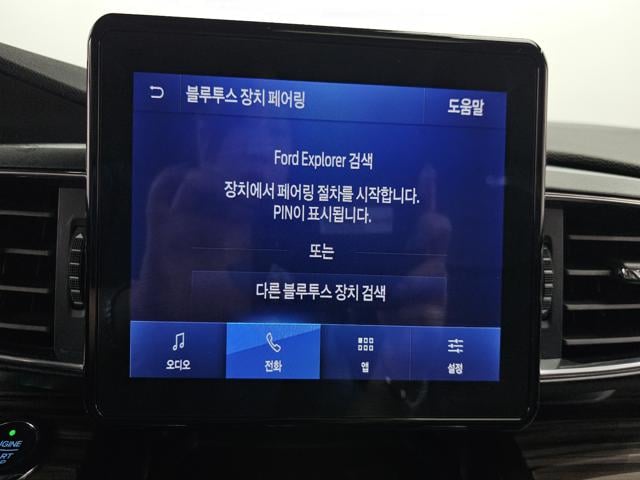 블루투스 장치 페어링
도움말
Ford Explorer 검색
장치에서 페어링 절차를 시작합니다.
PIN이 표시됩니다.
또는
다른 블루투스 장치 검색
오디오
전화
앱
설정
ENGINE